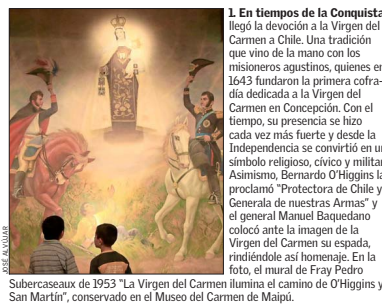 1. En tiempos de la Conquista
llegó la devoción a la Virgen del
Carmen a Chile. Una tradición
que vino de la mano con los
misioneros agustinos, quienes en
1643 fundaron la primera cofra-
día dedicada a la Virgen del
Carmen en Concepción. Con el
tiempo, su presencia se hizo
cada vez más fuerte y desde la
Independencia se convirtió en un
símbolo religioso, cívico y militar.
Asimismo, Bernardo O’Higgins la
proclamó “Protectora de Chile y
Generala de nuestras Armas” y
el general Manuel Baquedano
colocó ante la imagen de la
Virgen del Carmen su espada,
rindiéndole así homenaje. En la
foto, el mural de Fray Pedro
Subercaseaux de 1953 “La Virgen del Carmen ilumina el camino de O’Higgins y
San Martín”, conservado en el Museo del Carmen de Maipú.
JOSÉ ALVÚJAR